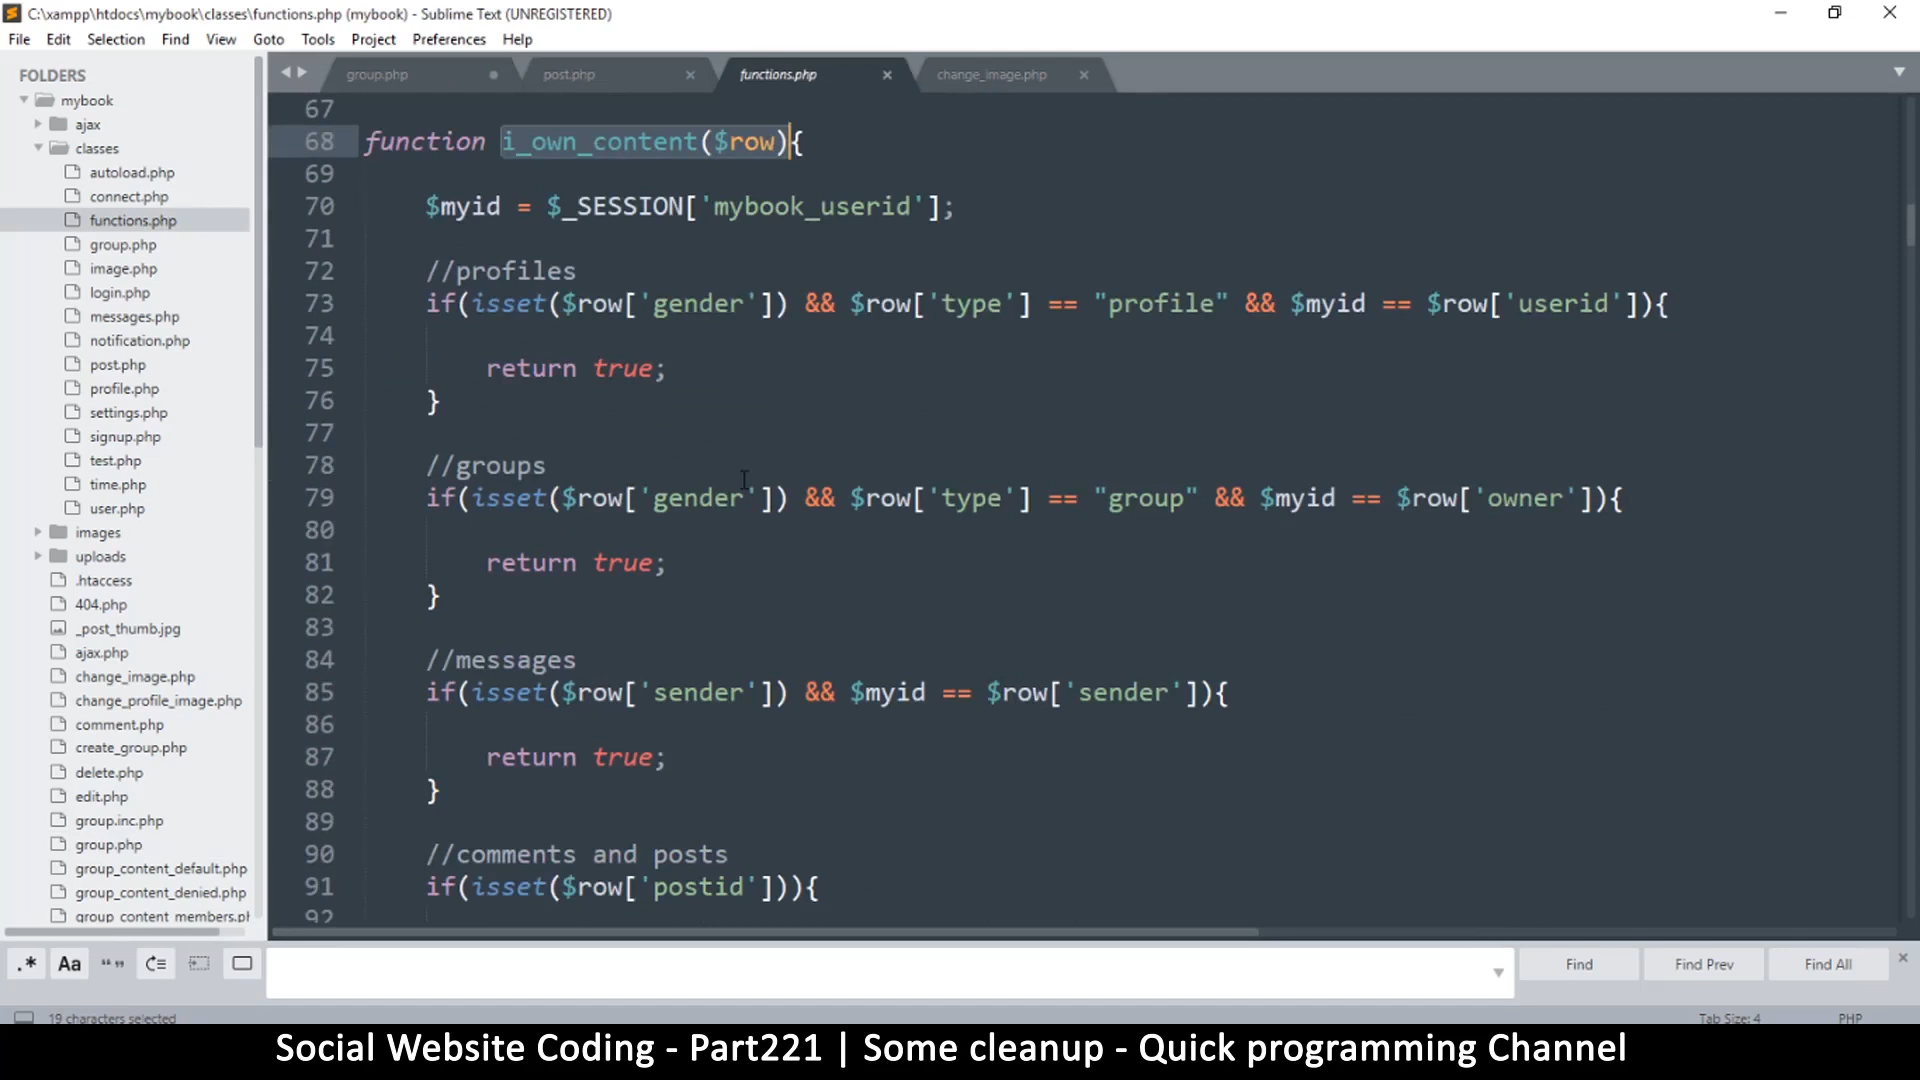 C:\xampp\htdocs\mybook\classes\functions.php (mybook) - Sublime Text (UNREGISTERED)
File Edit Selection Find View Goto Tools Project Preferences Help
FOLDERS
mybook
ajax
classes
autoload.php
connect.php
functions.php
group.php
image.php
login.php
messages.php
notification.php
post.php
profile.php
settings.php
signup.php
test.php
time.php
user.php
images
uploads
.htaccess
404.php
_post_thumb.jpg
ajax.php
change_image.php
change_profile_image.php
comment.php
create_group.php
delete.php
edit.php
group.inc.php
group.php
group_content_default.php
group_content_denied.php
group_content_members.pl
group.php post.php functions.php change_image.php
67
68 function i_own_content($row){
69
70 $myid = $_SESSION['mybook_userid'];
71
72 //profiles
73 if(isset($row['gender']) && $row['type'] == "profile" && $myid == $row['userid']){
74
75 return true;
76 }
77
78 //groups
79 if(isset($row['gender']) && $row['type'] == "group" && $myid == $row['owner']){
80
81 return true;
82 }
83
84 //messages
85 if(isset($row['sender']) && $myid == $row['sender']){
86
87 return true;
88 }
89
90 //comments and posts
91 if(isset($row['postid'])){
92
.* Aa “” Find Find Prev Find All
19 characters selected Tab Size: 4 PHP
Social Website Coding - Part221 | Some cleanup - Quick programming Channel